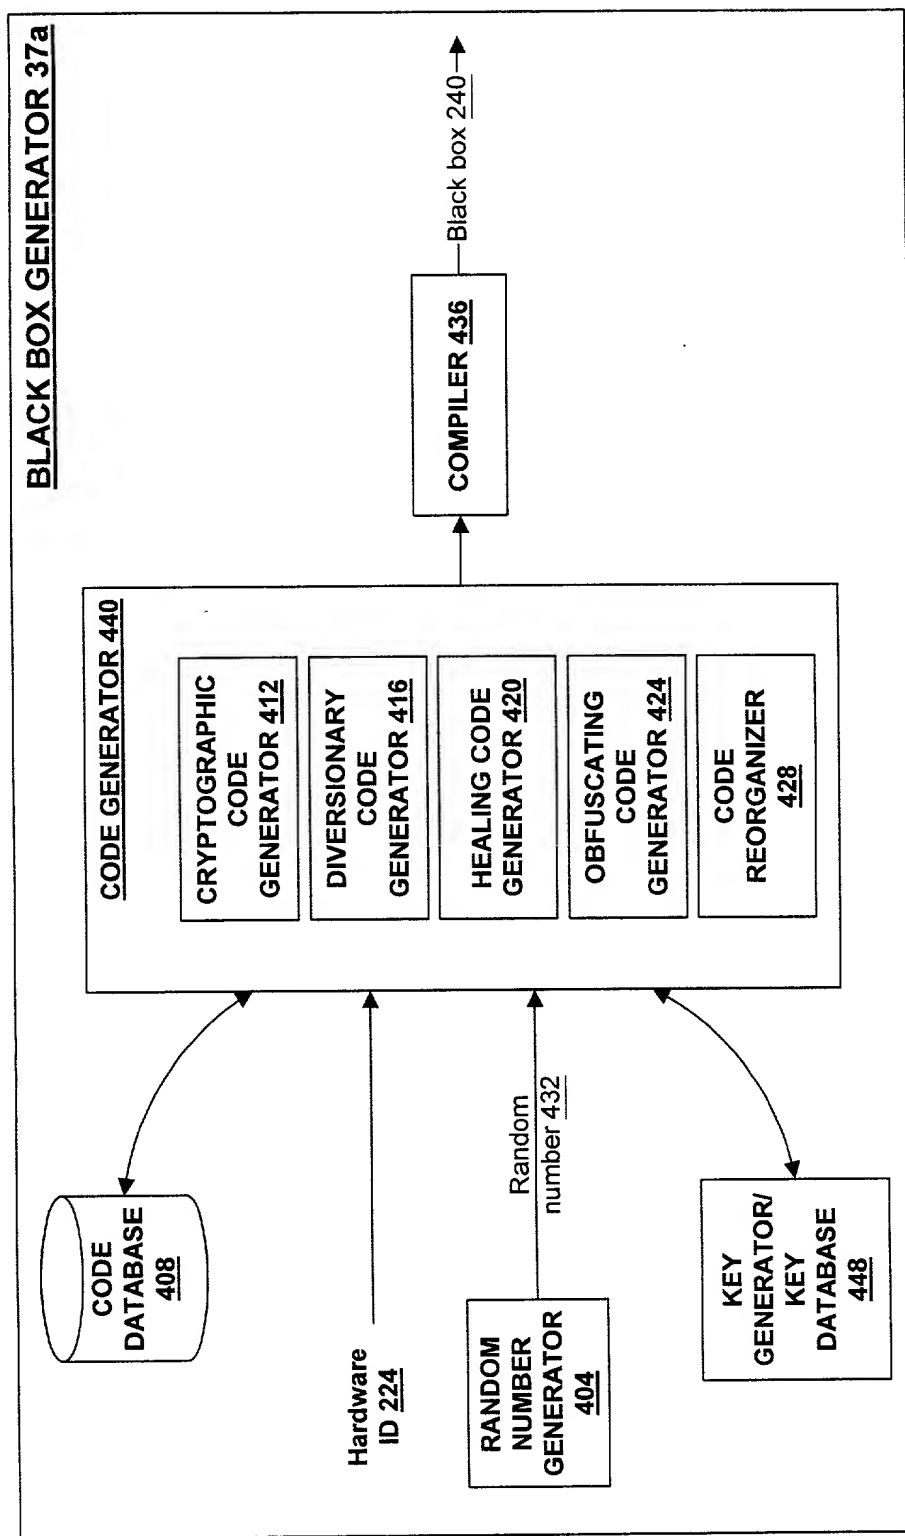 BLACK BOX GENERATOR 37a
CODE
DATABASE
408
Hardware
ID 224
RANDOM
NUMBER
GENERATOR
404
Random
number 432
KEY
GENERATOR/
KEY
DATABASE
448
CODE GENERATOR 440
CRYPTOGRAPHIC
CODE
GENERATOR 412
DIVERSIONARY
CODE
GENERATOR 416
HEALING CODE
GENERATOR 420
OBFUSCATING
CODE
GENERATOR 424
CODE
REORGANIZER
428
COMPILER 436
Black box 240